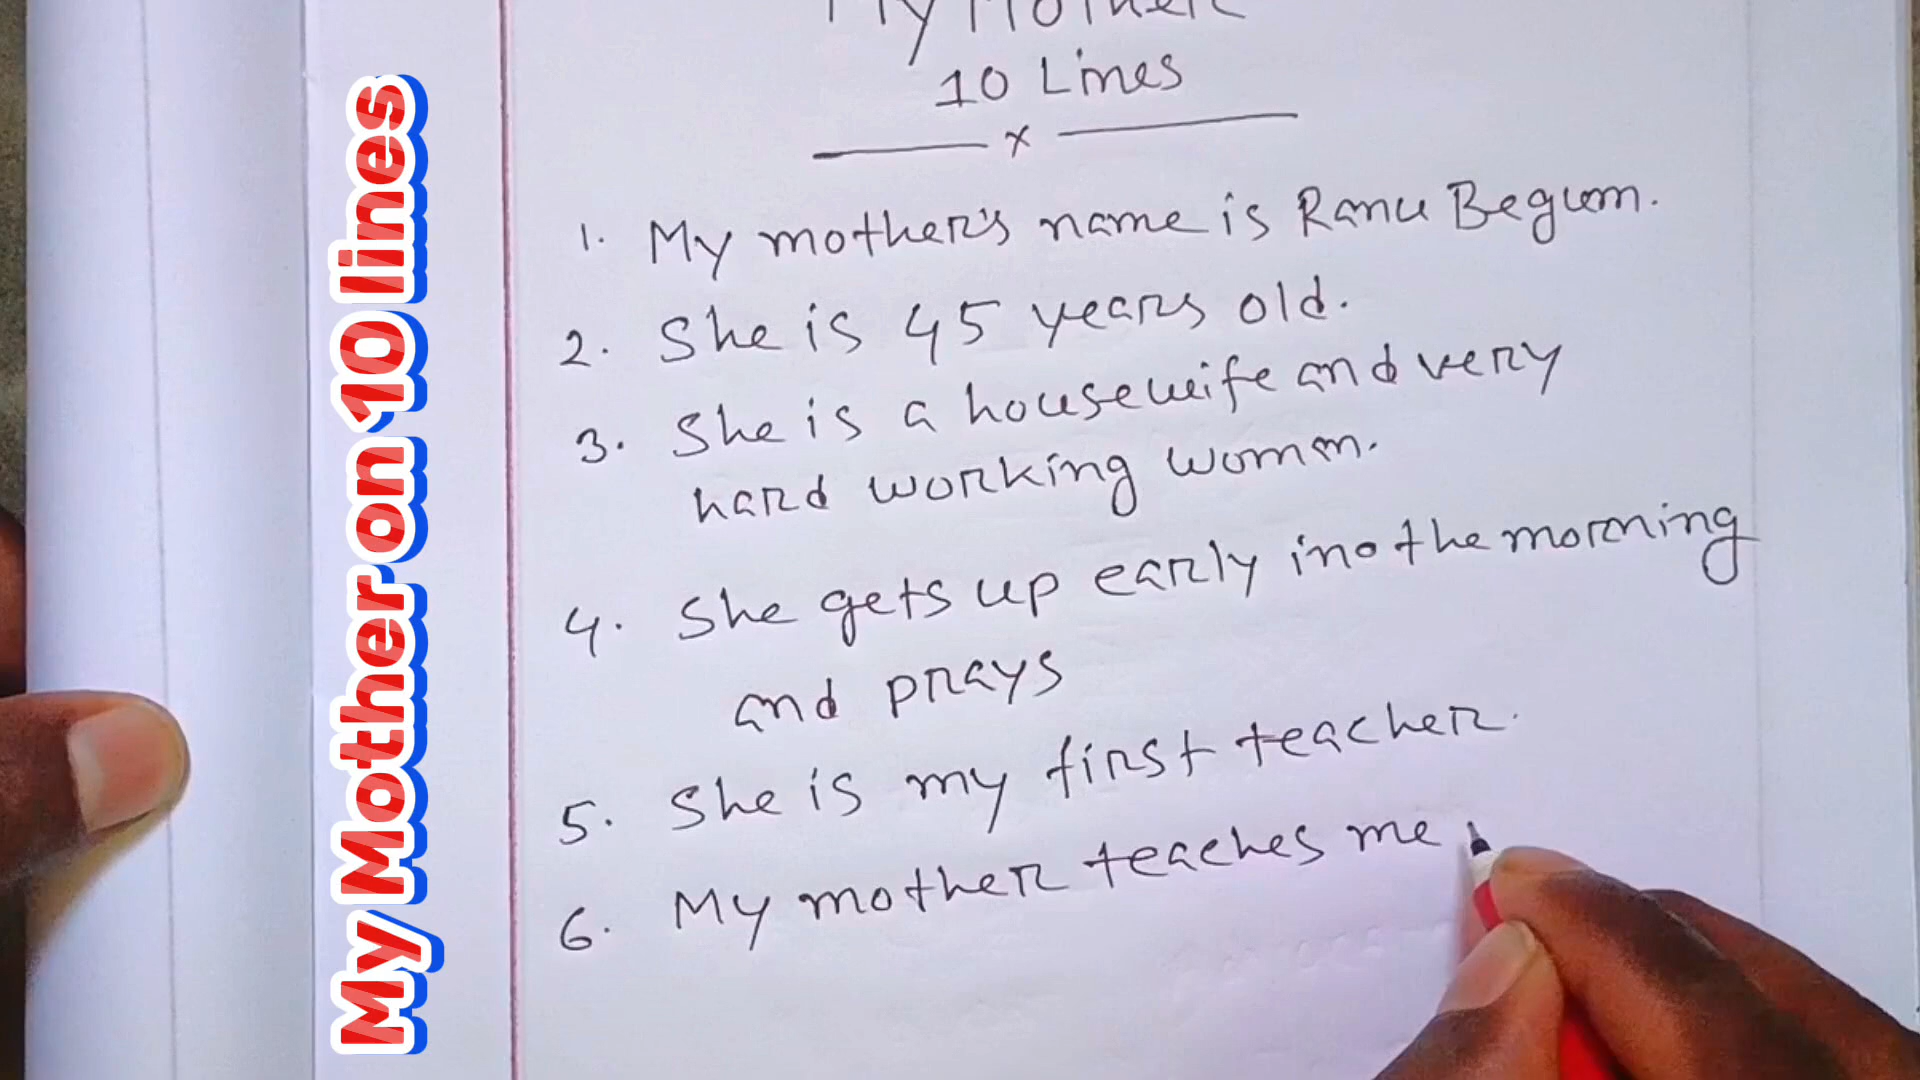 My Mother on 10 lines
My Mother
10 Lines
x
1. My mother's name is Ranu Begum.
2. She is 45 years old.
3. She is a housewife and very
hard working woman.
4. She gets up early in the morning
and prays
5. She is my first teacher.
6. My mother teaches me